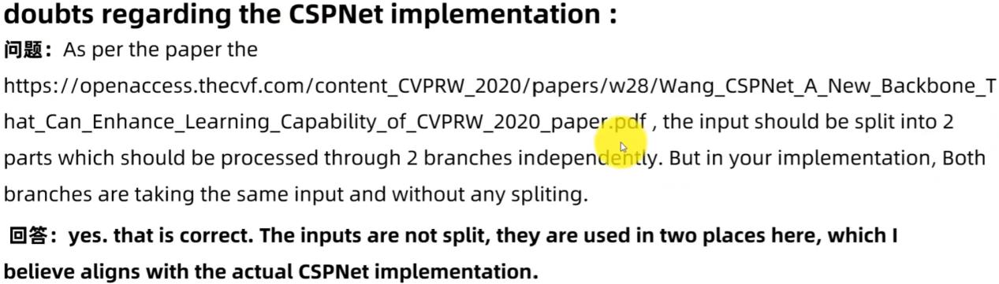 doubts regarding the CSPNet implementation :
问题：As per the paper the
https://openaccess.thecvf.com/content_CVPRW_2020/papers/w28/Wang_CSPNet_A_New_Backbone_T
hat_Can_Enhance_Learning_Capability_of_CVPRW_2020_paper.pdf , the input should be split into 2
parts which should be processed through 2 branches independently. But in your implementation, Both
branches are taking the same input and without any spliting.
回答：yes. that is correct. The inputs are not split, they are used in two places here, which I
believe aligns with the actual CSPNet implementation.